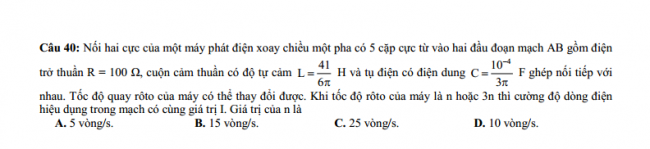 Câu 40: Nối hai cực của một máy phát điện xoay chiều một pha có 5 cặp cực từ vào hai đầu đoạn mạch AB gồm điện
trở thuần R = 100 Ω, cuộn cảm thuần có độ tự cảm L = 41/6π H và tụ điện có điện dung C = 10⁻⁴/3π F ghép nối tiếp với
nhau. Tốc độ quay rôto của máy có thể thay đổi được. Khi tốc độ rôto của máy là n hoặc 3n thì cường độ dòng điện
hiệu dụng trong mạch có cùng giá trị I. Giá trị của n là
A. 5 vòng/s. B. 15 vòng/s. C. 25 vòng/s. D. 10 vòng/s.